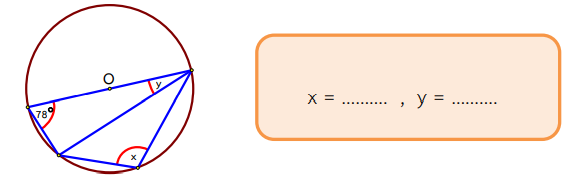 O
y
78°
x
x = .......... , y = ..........